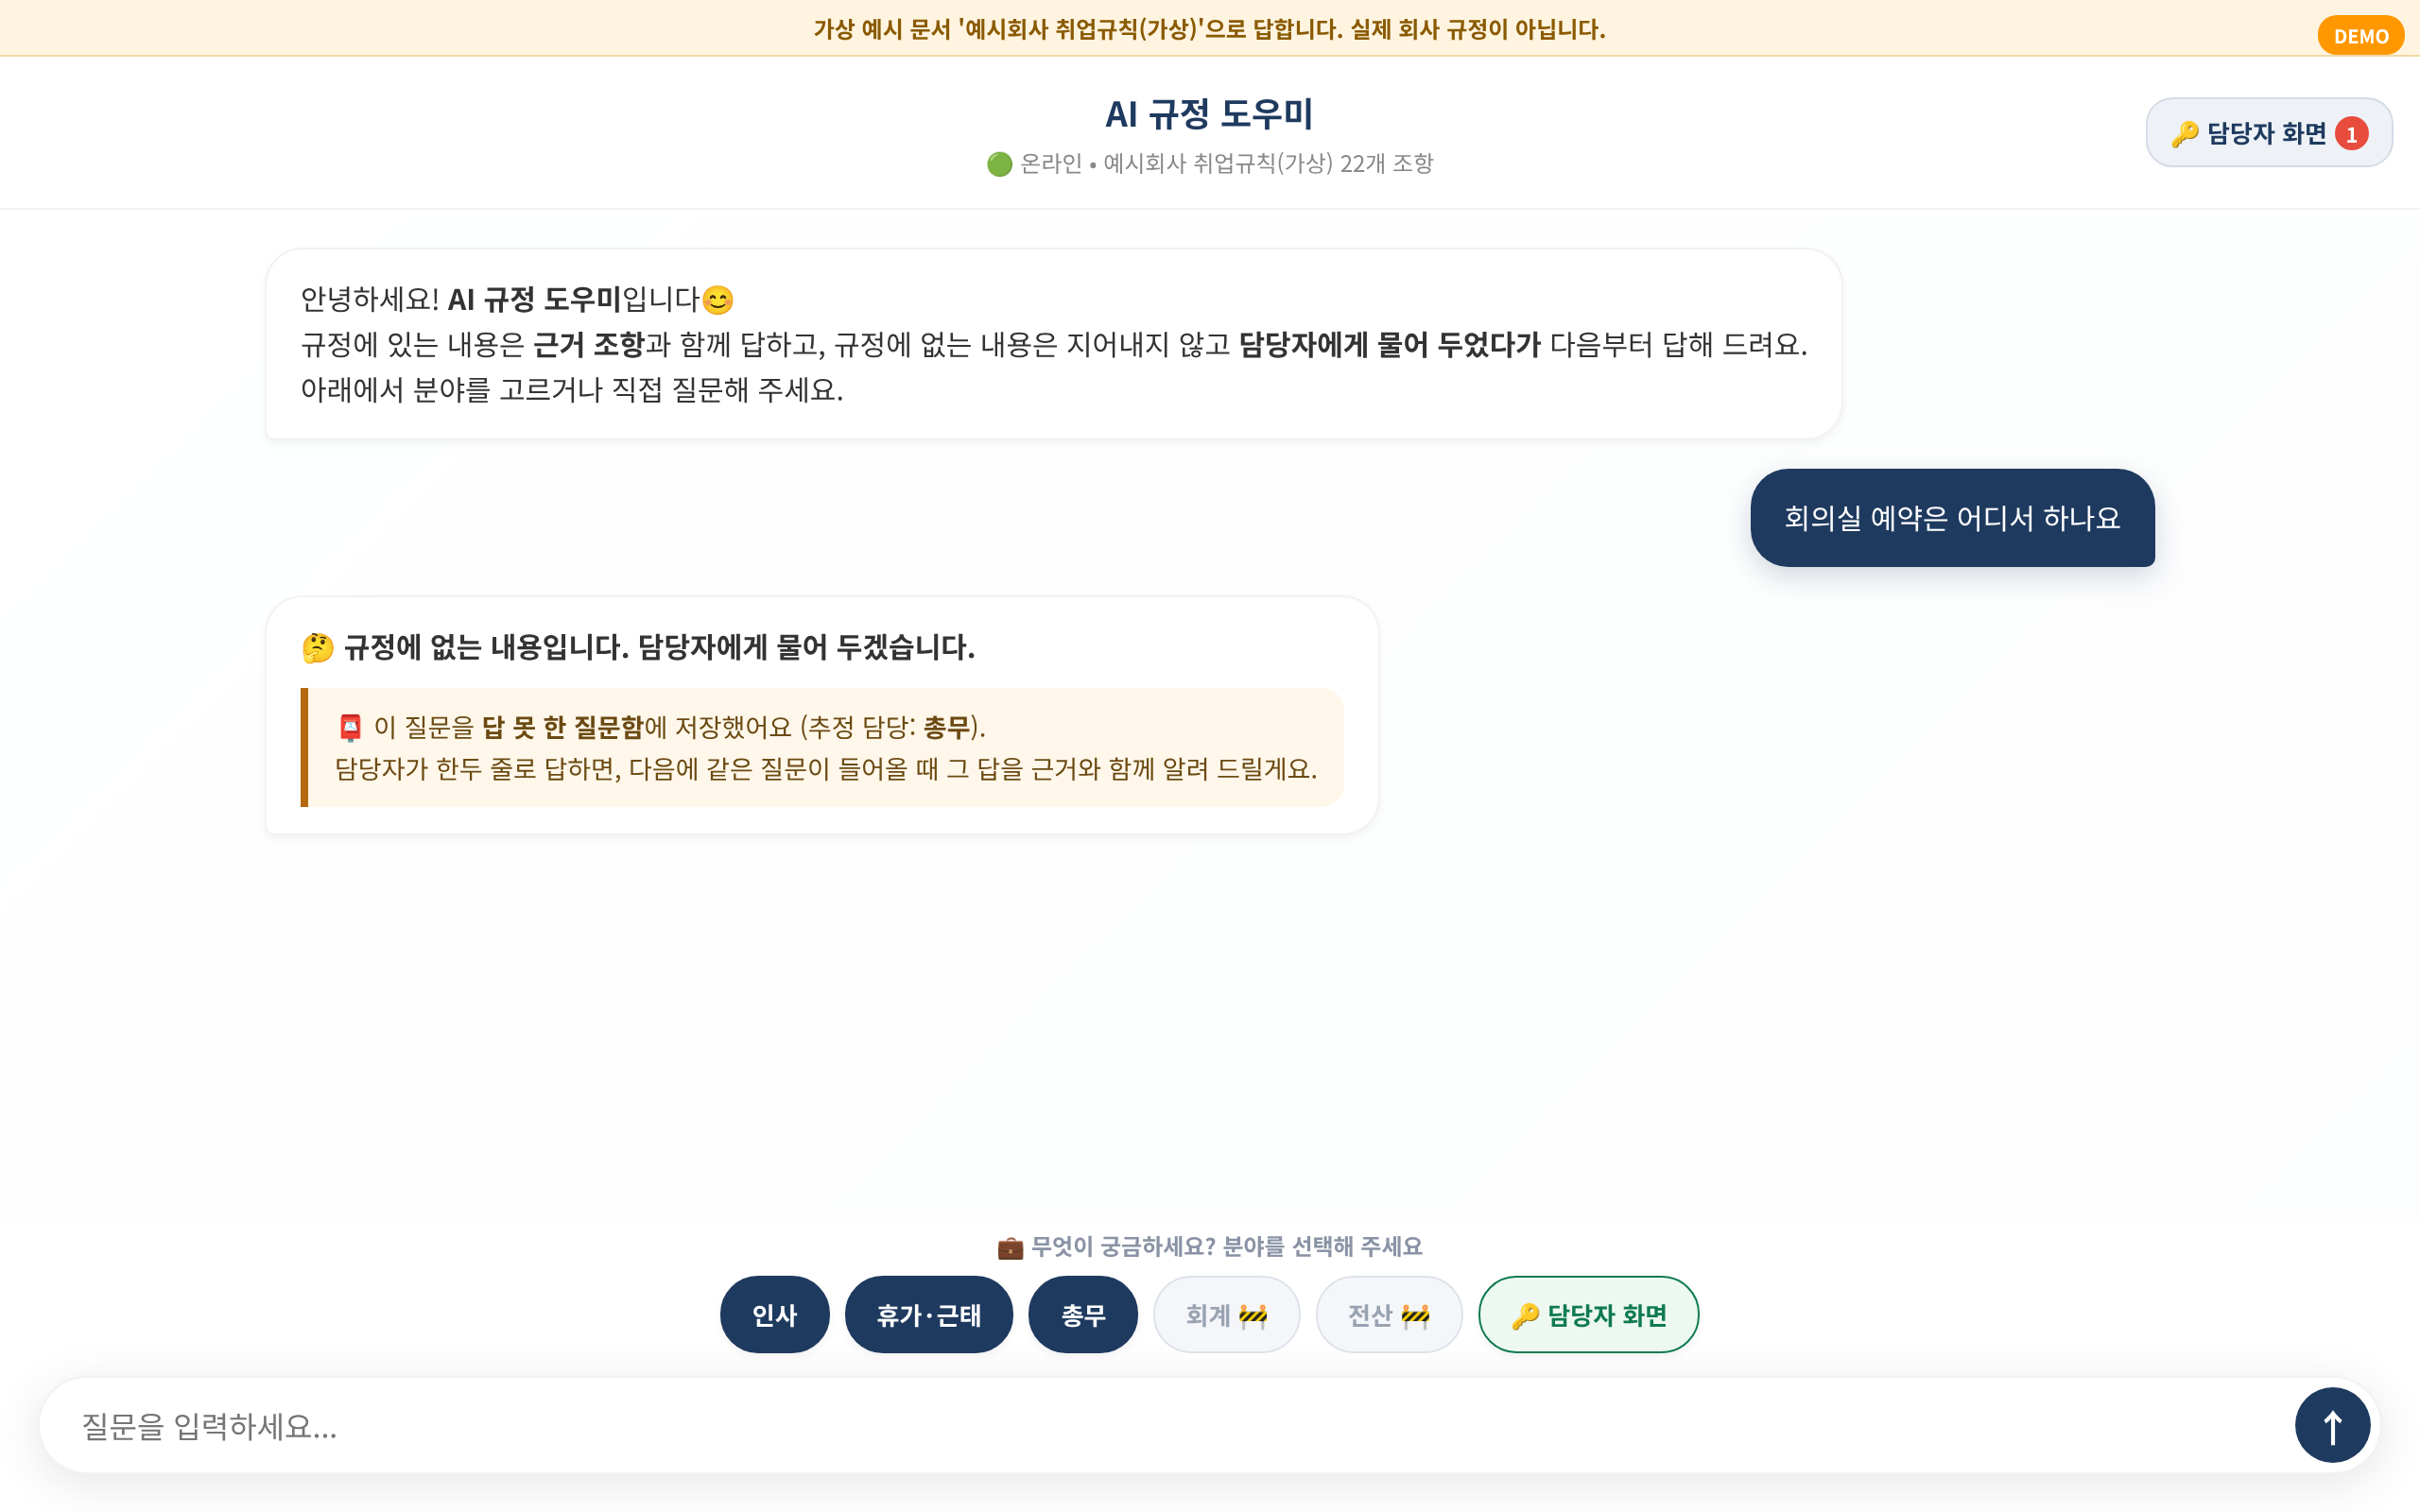 가상 예시 문서 '예시회사 취업규칙(가상)'으로 답합니다. 실제 회사 규정이 아닙니다.
DEMO
AI 규정 도우미
🟢 온라인 • 예시회사 취업규칙(가상) 22개 조항
🔑 담당자 화면 1
안녕하세요! AI 규정 도우미입니다😊
규정에 있는 내용은 근거 조항과 함께 답하고, 규정에 없는 내용은 지어내지 않고 담당자에게 물어 두었다가 다음부터 답해 드려요.
아래에서 분야를 고르거나 직접 질문해 주세요.
회의실 예약은 어디서 하나요
🤔 규정에 없는 내용입니다. 담당자에게 물어 두겠습니다.
📮 이 질문을 답 못 한 질문함에 저장했어요 (추정 담당: 총무).
담당자가 한두 줄로 답하면, 다음에 같은 질문이 들어올 때 그 답을 근거와 함께 알려 드릴게요.
💼 무엇이 궁금하세요? 분야를 선택해 주세요
인사 휴가·근태 총무 회계 🚧 전산 🚧 🔑 담당자 화면
질문을 입력하세요...
↑